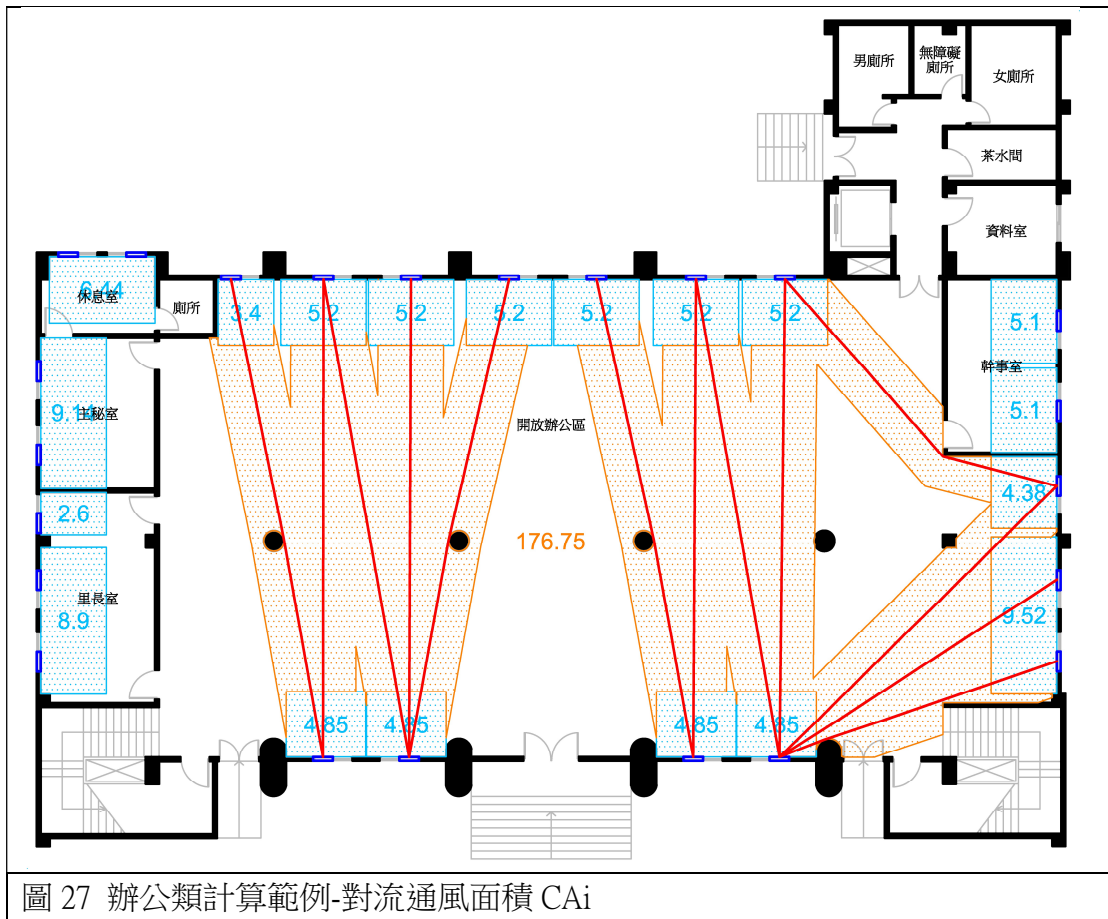 男廁所
無障礙
廁所
女廁所
茶水間
資料室
6.44
休息室
廁所
3.4
5.2
5.2
5.2
5.2
5.2
5.2
5.1
幹事室
5.1
9.14
主秘室
開放辦公區
4.38
2.6
176.75
里長室
8.9
9.52
4.85
4.85
4.85
4.85
圖 27 辦公類計算範例-對流通風面積 CAi